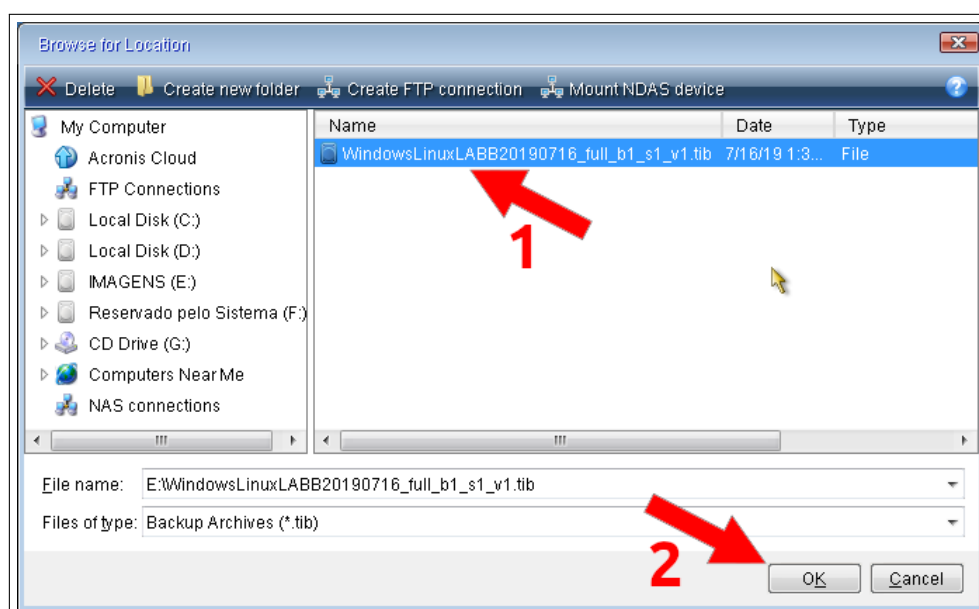 Browse for Location
Delete Create new folder Create FTP connection Mount NDAS device ?
My Computer
Acronis Cloud
FTP Connections
Local Disk (C:)
Local Disk (D:)
IMAGENS (E:)
Reservado pelo Sistema (F:)
CD Drive (G:)
Computers Near Me
NAS connections
Name Date Type
WindowsLinuxLABB20190716_full_b1_s1_v1.tib 7/16/19 1:3... File
1
File name: E:\WindowsLinuxLABB20190716_full_b1_s1_v1.tib
Files of type: Backup Archives (*.tib)
2
OK Cancel